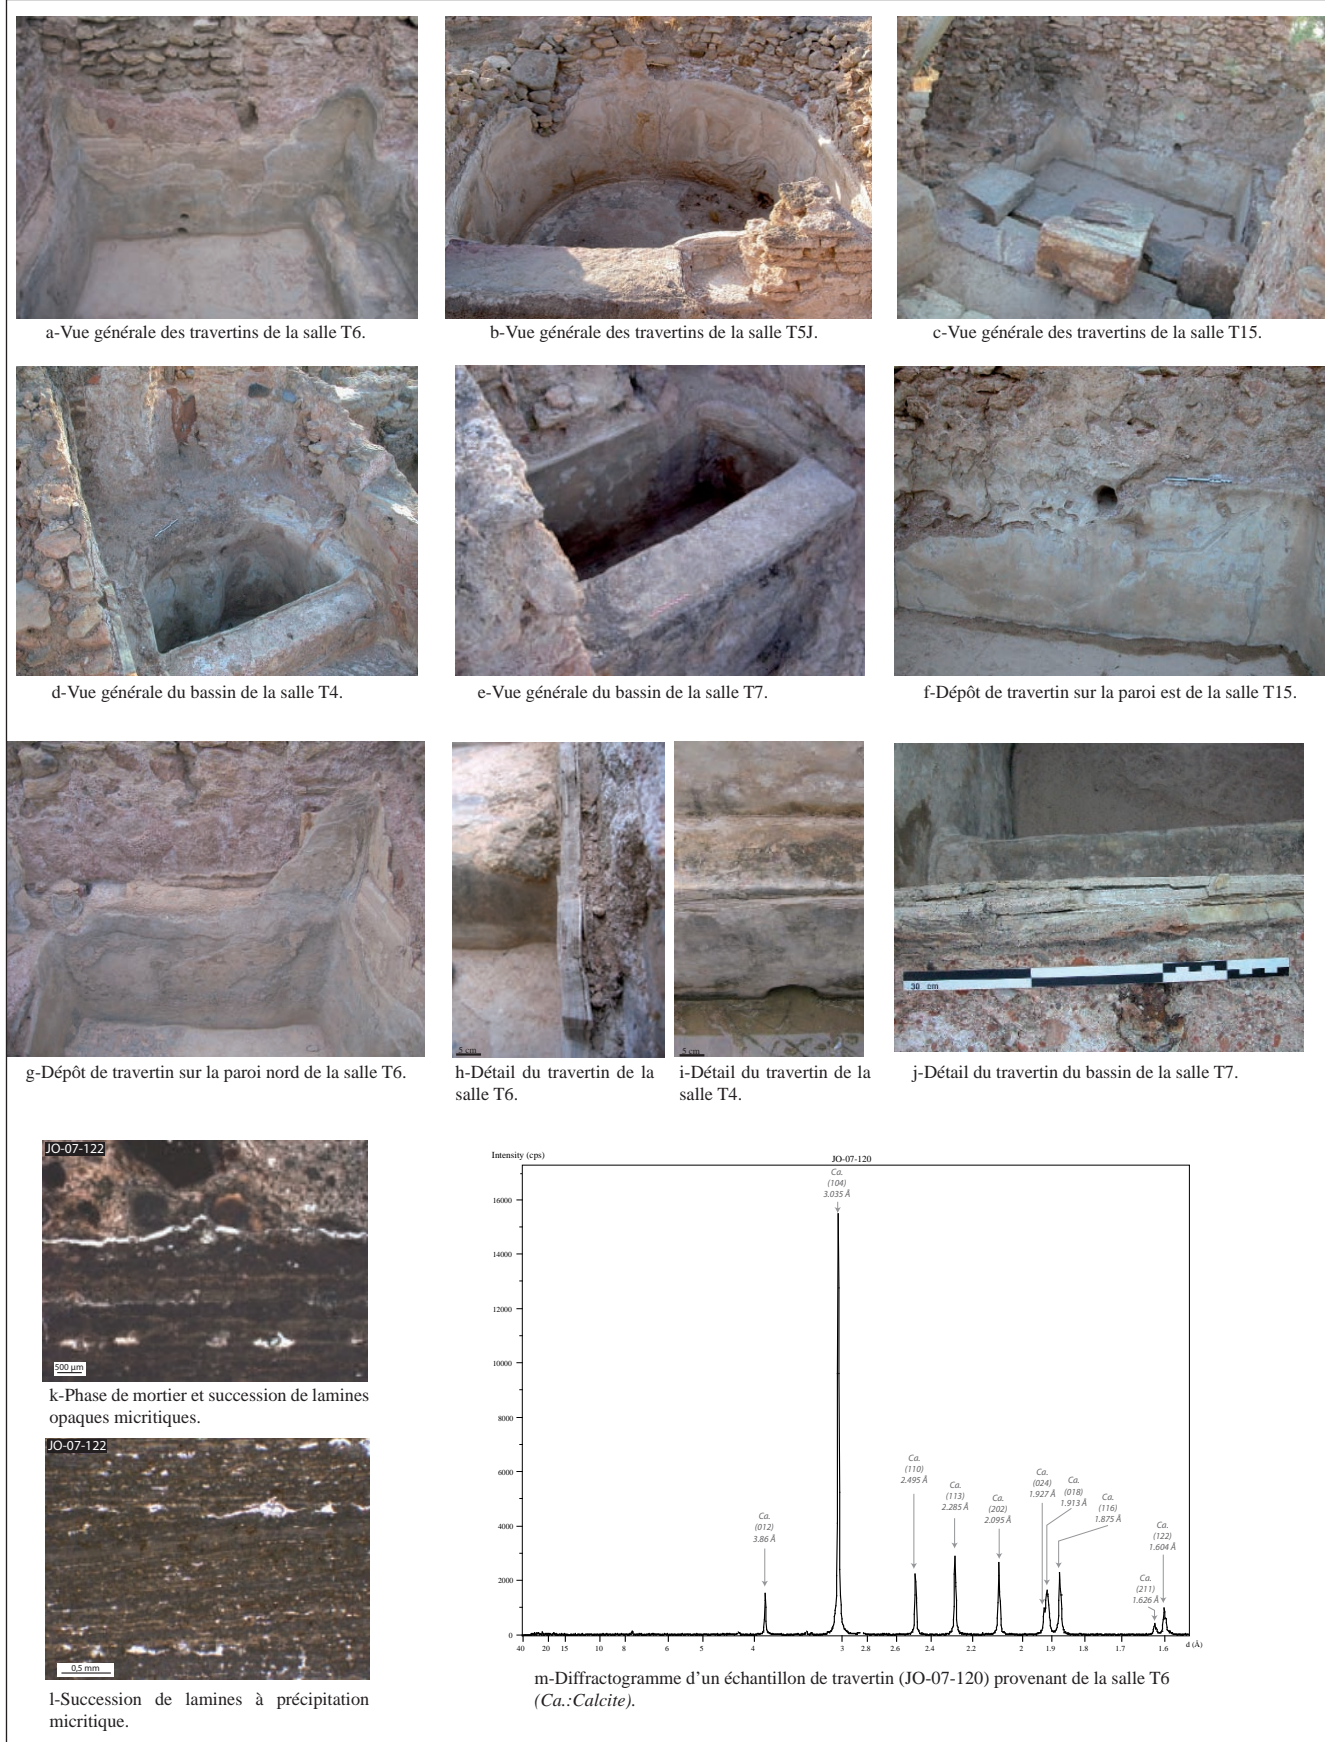 a-Vue générale des travertins de la salle T6.
b-Vue générale des travertins de la salle T5J.
c-Vue générale des travertins de la salle T15.
d-Vue générale du bassin de la salle T4.
e-Vue générale du bassin de la salle T7.
f-Dépôt de travertin sur la paroi est de la salle T15.
5 cm
5 cm
30 cm
g-Dépôt de travertin sur la paroi nord de la salle T6.
h-Détail du travertin de la
salle T6.
i-Détail du travertin de la
salle T4.
j-Détail du travertin du bassin de la salle T7.
JO-07-122
500 µm
k-Phase de mortier et succession de lamines
opaques micritiques.
JO-07-122
0,5 mm
l-Succession de lamines à précipitation
micritique.
Intensity (cps)
JO-07-120
16000
14000
12000
10000
8000
6000
4000
2000
0
Ca.
(012)
3.86 Å
Ca.
(104)
3.035 Å
Ca.
(110)
2.495 Å
Ca.
(113)
2.285 Å
Ca.
(202)
2.095 Å
Ca.
(024)
1.927 Å
Ca.
(018)
1.913 Å
Ca.
(116)
1.875 Å
Ca.
(211)
1.626 Å
Ca.
(122)
1.604 Å
40 20 15 10 8 6 5 4 3 2.8 2.6 2.4 2.2 2 1.9 1.8 1.7 1.6 d (Å)
m-Diffractogramme d'un échantillon de travertin (JO-07-120) provenant de la salle T6
(Ca.:Calcite).